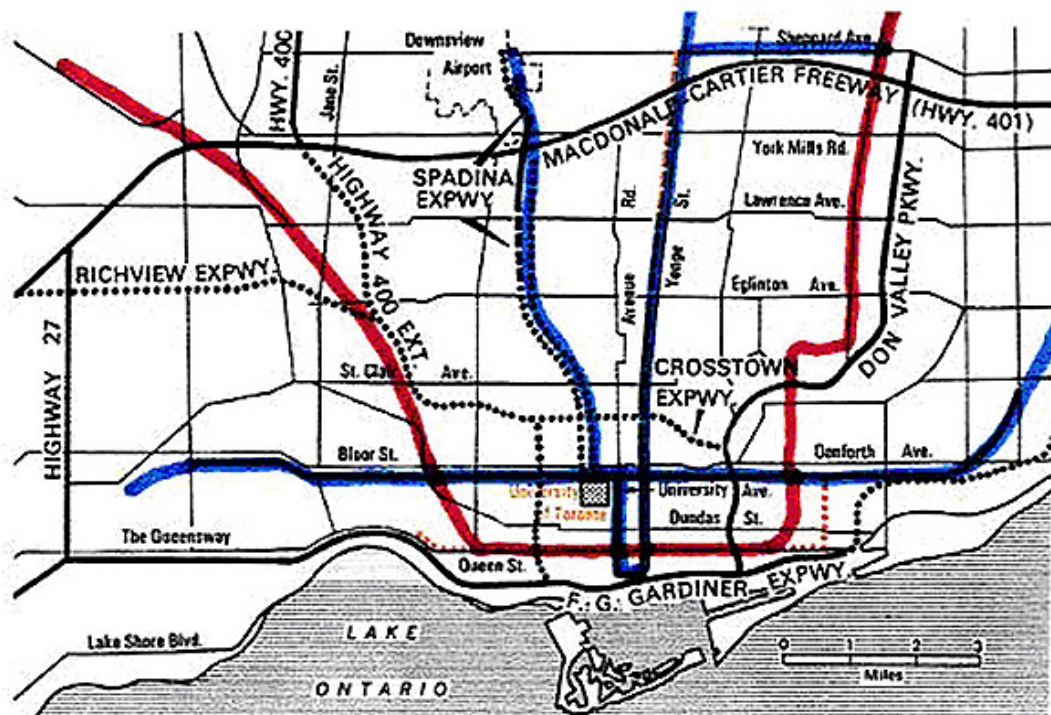 Downsview
Airport
Sheppard Ave.
HWY. 400
Jane St.
MACDONALD-CARTIER FREEWAY (HWY. 401)
York Mills Rd.
SPADINA
EXPWY.
HIGHWAY 400 EXT
Rd.
St.
Lawrence Ave.
DON VALLEY PKWY.
RICHVIEW EXPWY.
Avenue
Yonge
Eglinton Ave.
HIGHWAY 27
St. Clair Ave.
CROSSTOWN
EXPWY.
Bloor St.
Danforth Ave.
University
of Toronto
University Ave.
Dundas St.
The Queensway
Queen St.
F. G. GARDINER EXPWY.
Lake Shore Blvd.
LAKE
ONTARIO
0 1 2 3
Miles